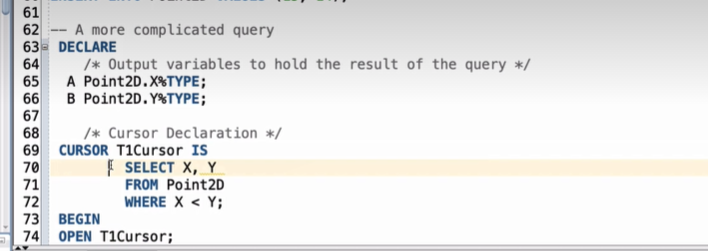 61
62 -- A more complicated query
63 DECLARE
64 /* Output variables to hold the result of the query */
65 A Point2D.X%TYPE;
66 B Point2D.Y%TYPE;
67
68 /* Cursor Declaration */
69 CURSOR T1Cursor IS
70 SELECT X, Y
71 FROM Point2D
72 WHERE X < Y;
73 BEGIN
74 OPEN T1Cursor;